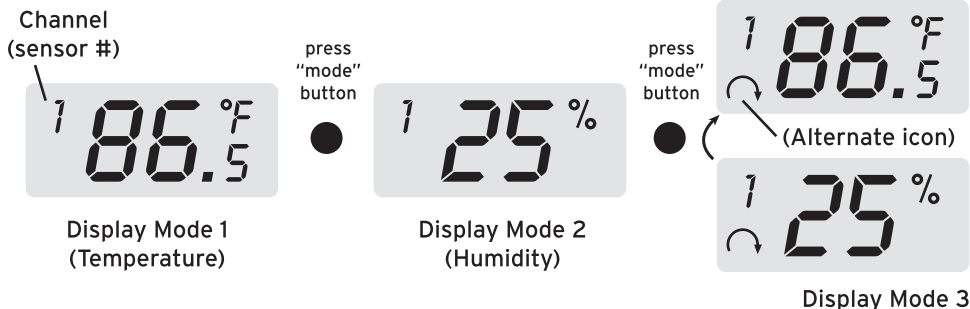 Channel
(sensor #)
1 86.5 °F
Display Mode 1
(Temperature)
press
“mode”
button
1 25 %
Display Mode 2
(Humidity)
press
“mode”
button
1 86.5 °F
(Alternate icon)
1 25 %
Display Mode 3